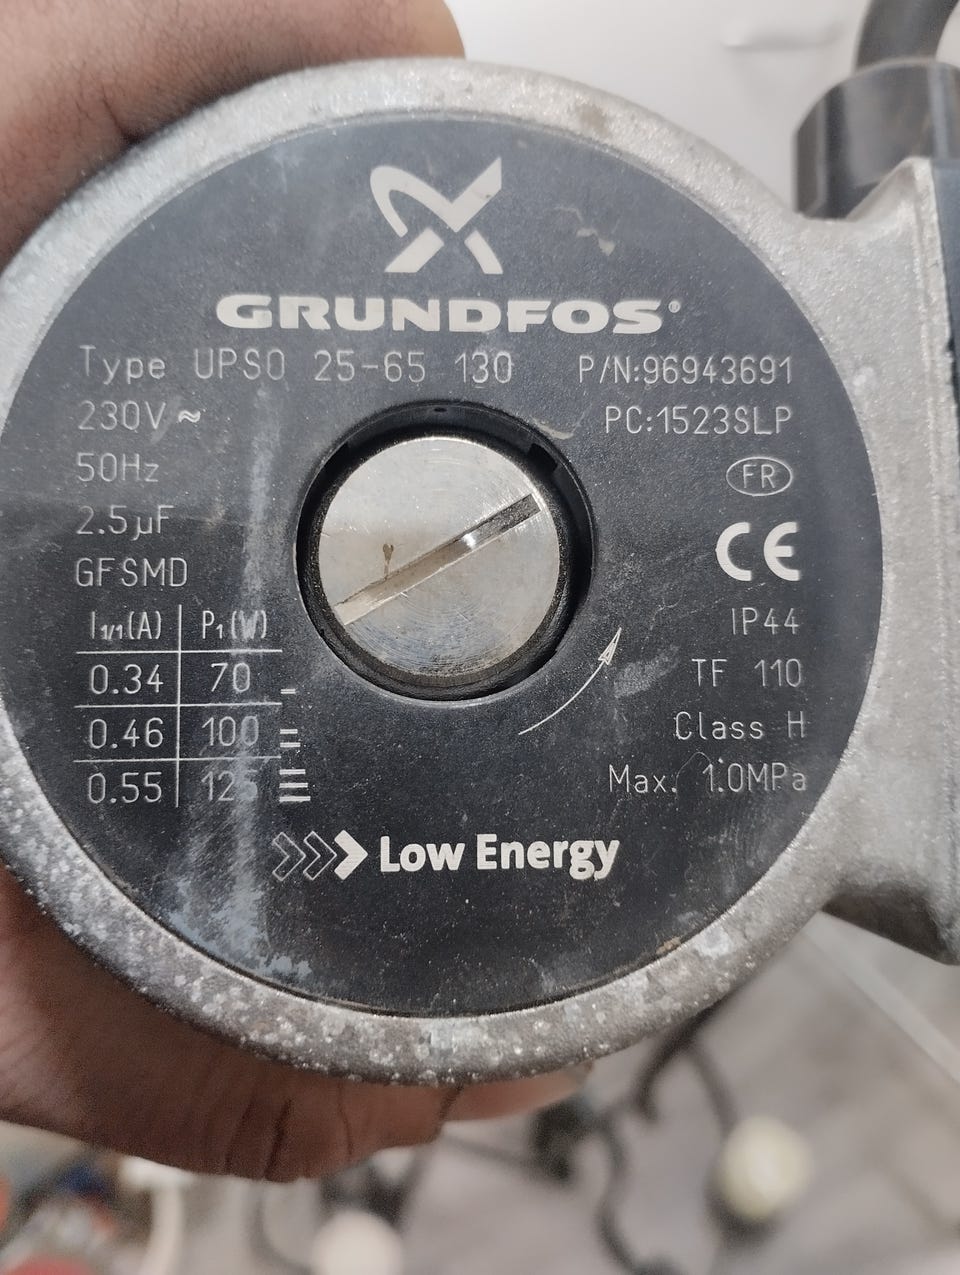 GRUNDFOS®
Type UPSO 25-65 130 P/N:96943691
230V~ PC:1523SLP
50Hz FR
2.5µF CE
GFSMD
I1/1(A) P1(W) IP44
0.34 70 TF 110
0.46 100 Class H
0.55 125 Max. 1.0MPa
Low Energy